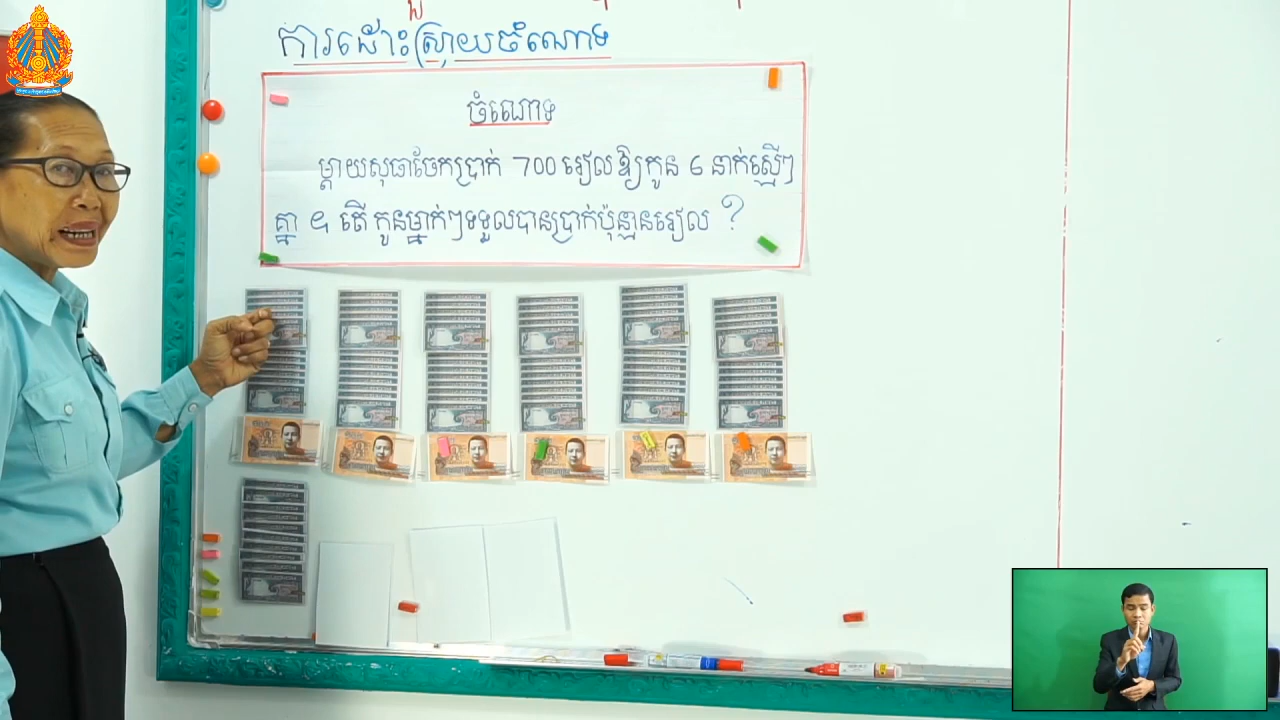 ការដោះស្រាយចំណោទ
ចំណោទ
ម្តាយសុធាចែកប្រាក់ 700 រៀលឱ្យកូន ៤ នាក់ស្មើៗ
គ្នា ។ តើ កូនម្នាក់ៗទទួលបានប្រាក់ប៉ុន្មានរៀល ?